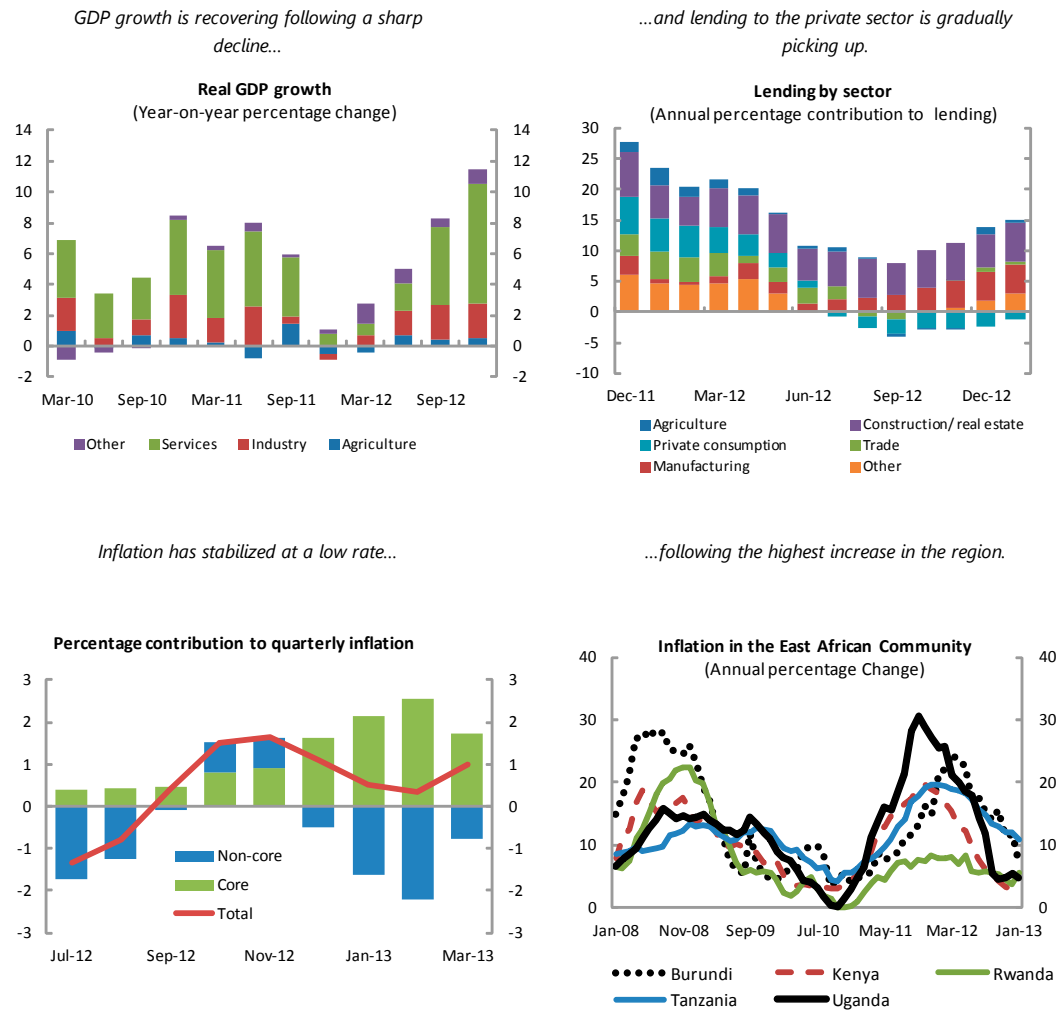 GDP growth is recovering following a sharp
decline…
Real GDP growth
(Year-on-year percentage change)
14 14
12 12
10 10
8 8
6 6
4 4
2 2
0 0
-2 -2
Mar-10 Sep-10 Mar-11 Sep-11 Mar-12 Sep-12
Other Services Industry Agriculture
…and lending to the private sector is gradually
picking up.
Lending by sector
(Annual percentage contribution to lending)
30
25
20
15
10
5
0
-5
-10
Dec-11 Mar-12 Jun-12 Sep-12 Dec-12
Agriculture Construction/ real estate
Private consumption Trade
Manufacturing Other
Inflation has stabilized at a low rate…
Percentage contribution to quarterly inflation
3 3
2 2
1 1
0 0
-1 -1
-2 -2
-3 -3
Non-core
Core
Total
Jul-12 Sep-12 Nov-12 Jan-13 Mar-13
…following the highest increase in the region.
Inflation in the East African Community
(Annual percentage Change)
40 40
30 30
20 20
10 10
0 0
Jan-08 Nov-08 Sep-09 Jul-10 May-11 Mar-12 Jan-13
Burundi Kenya Rwanda
Tanzania Uganda